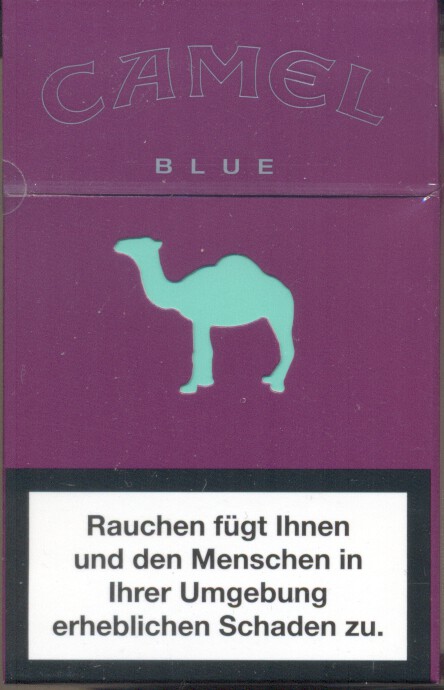 CAMEL
BLUE
Rauchen fügt Ihnen
und den Menschen in
Ihrer Umgebung
erheblichen Schaden zu.